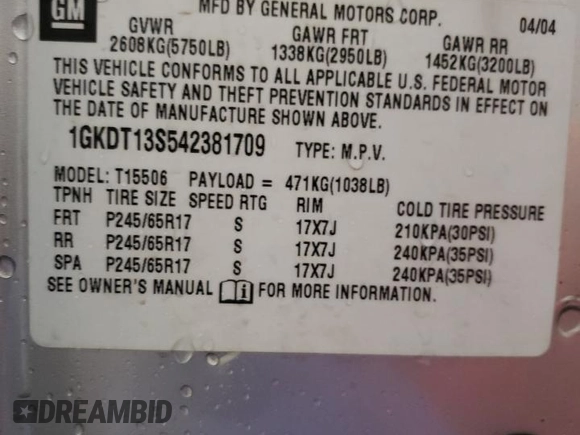 GM
MFD BY GENERAL MOTORS CORP. 04/04
GVWR GAWR FRT GAWR RR
2608KG(5750LB) 1338KG(2950LB) 1452KG(3200LB)
THIS VEHICLE CONFORMS TO ALL APPLICABLE U.S. FEDERAL MOTOR
VEHICLE SAFETY AND THEFT PREVENTION STANDARDS IN EFFECT ON
THE DATE OF MANUFACTURE SHOWN ABOVE.
1GKDT13S542381709 TYPE: M.P.V.
MODEL: T15506 PAYLOAD = 471KG(1038LB)
TPNH TIRE SIZE SPEED RTG RIM COLD TIRE PRESSURE
FRT P245/65R17 S 17X7J 210KPA(30PSI)
RR P245/65R17 S 17X7J 240KPA(35PSI)
SPA P245/65R17 S 17X7J 240KPA(35PSI)
SEE OWNER'S MANUAL i FOR MORE INFORMATION.
DREAMBID